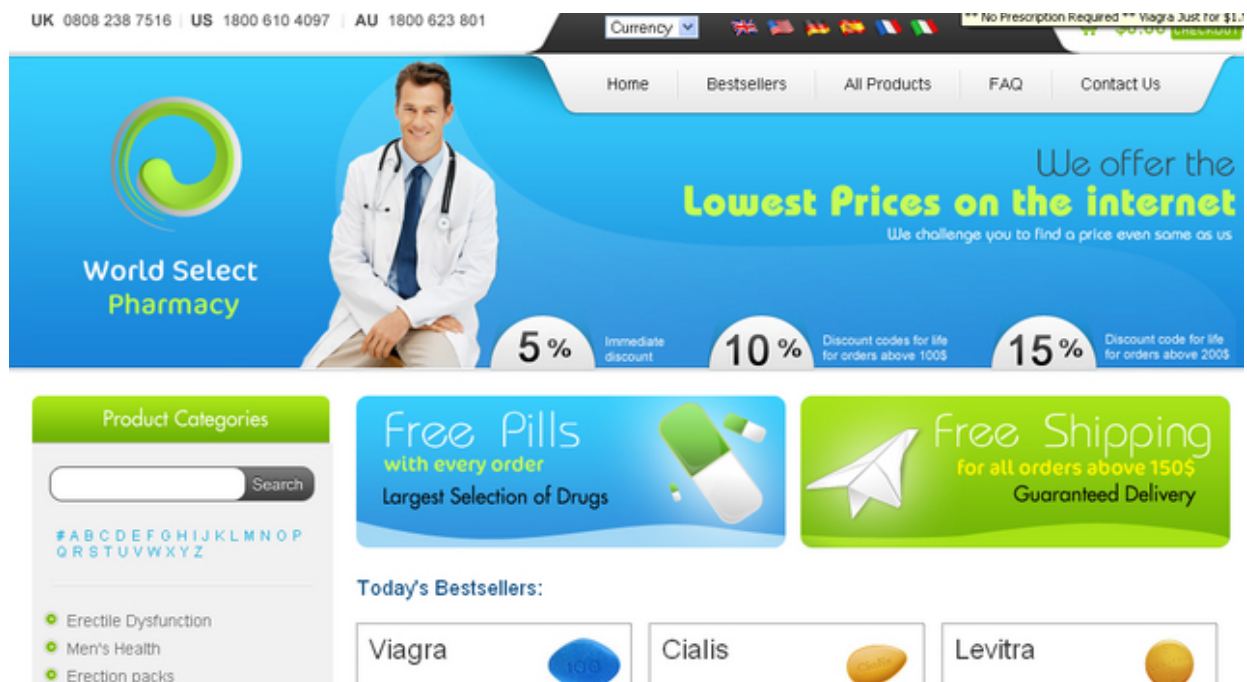 UK 0808 238 7516 | US 1800 610 4097 | AU 1800 623 801
Currency
** No Prescription Required ** Viagra Just for $1.
$0.00 CHECKOUT
Home Bestsellers All Products FAQ Contact Us
World Select
Pharmacy
We offer the
Lowest Prices on the internet
We challenge you to find a price even same as us
5 % Immediate
discount
10 % Discount codes for life
for orders above 100$
15 % Discount code for life
for orders above 200$
Product Categories
Search
# A B C D E F G H I J K L M N O P
Q R S T U V W X Y Z
Erectile Dysfunction
Men's Health
Erection packs
Free Pills
with every order
Largest Selection of Drugs
Free Shipping
for all orders above 150$
Guaranteed Delivery
Today's Bestsellers:
Viagra
100
Cialis
Cialis
Levitra